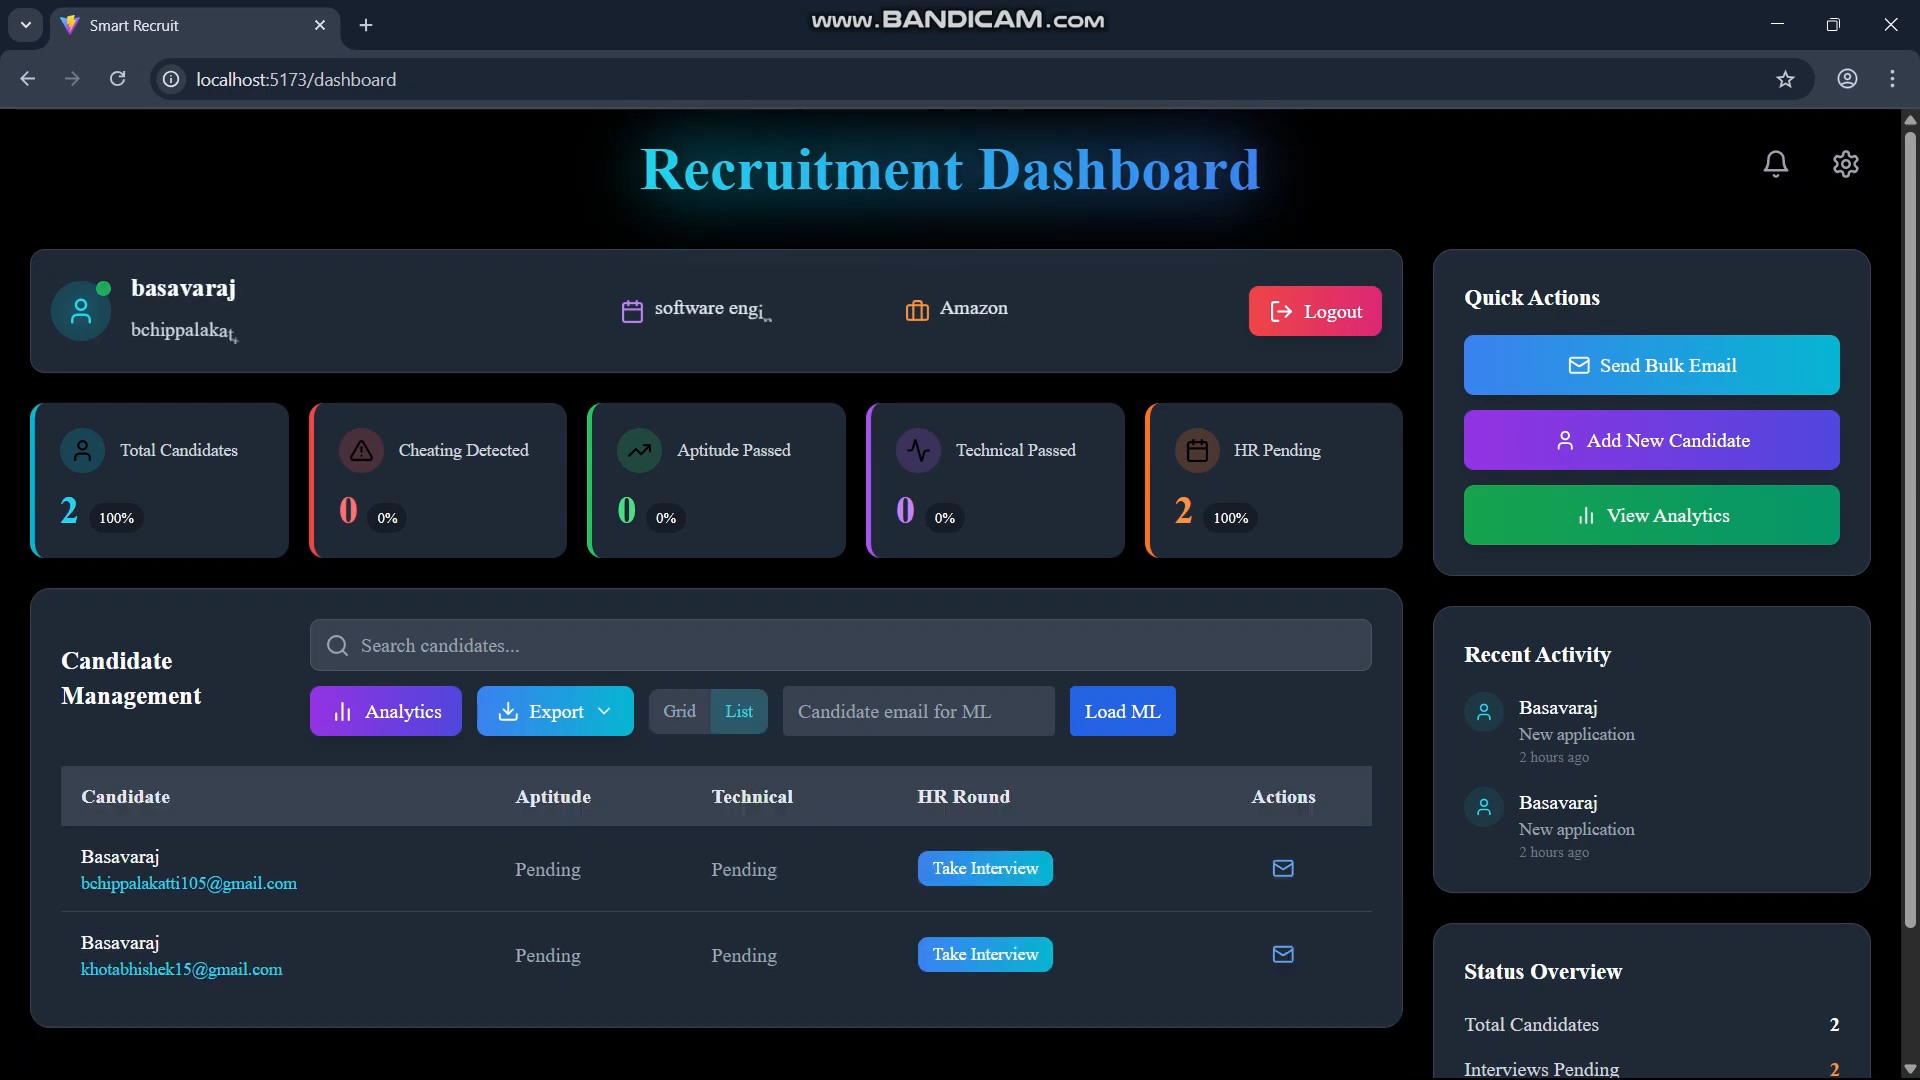 Smart Recruit
www.BANDICAM.com
localhost:5173/dashboard
Recruitment Dashboard
basavaraj
bchippalakat
software engi
Amazon
Logout
Total Candidates
2 100%
Cheating Detected
0 0%
Aptitude Passed
0 0%
Technical Passed
0 0%
HR Pending
2 100%
Candidate
Management
Search candidates...
Analytics
Export
Grid
List
Candidate email for ML
Load ML
Candidate Aptitude Technical HR Round Actions
Basavaraj
bchippalakatti105@gmail.com
Pending Pending Take Interview
Basavaraj
khotabhishek15@gmail.com
Pending Pending Take Interview
Quick Actions
Send Bulk Email
Add New Candidate
View Analytics
Recent Activity
Basavaraj
New application
2 hours ago
Basavaraj
New application
2 hours ago
Status Overview
Total Candidates 2
Interviews Pending 2